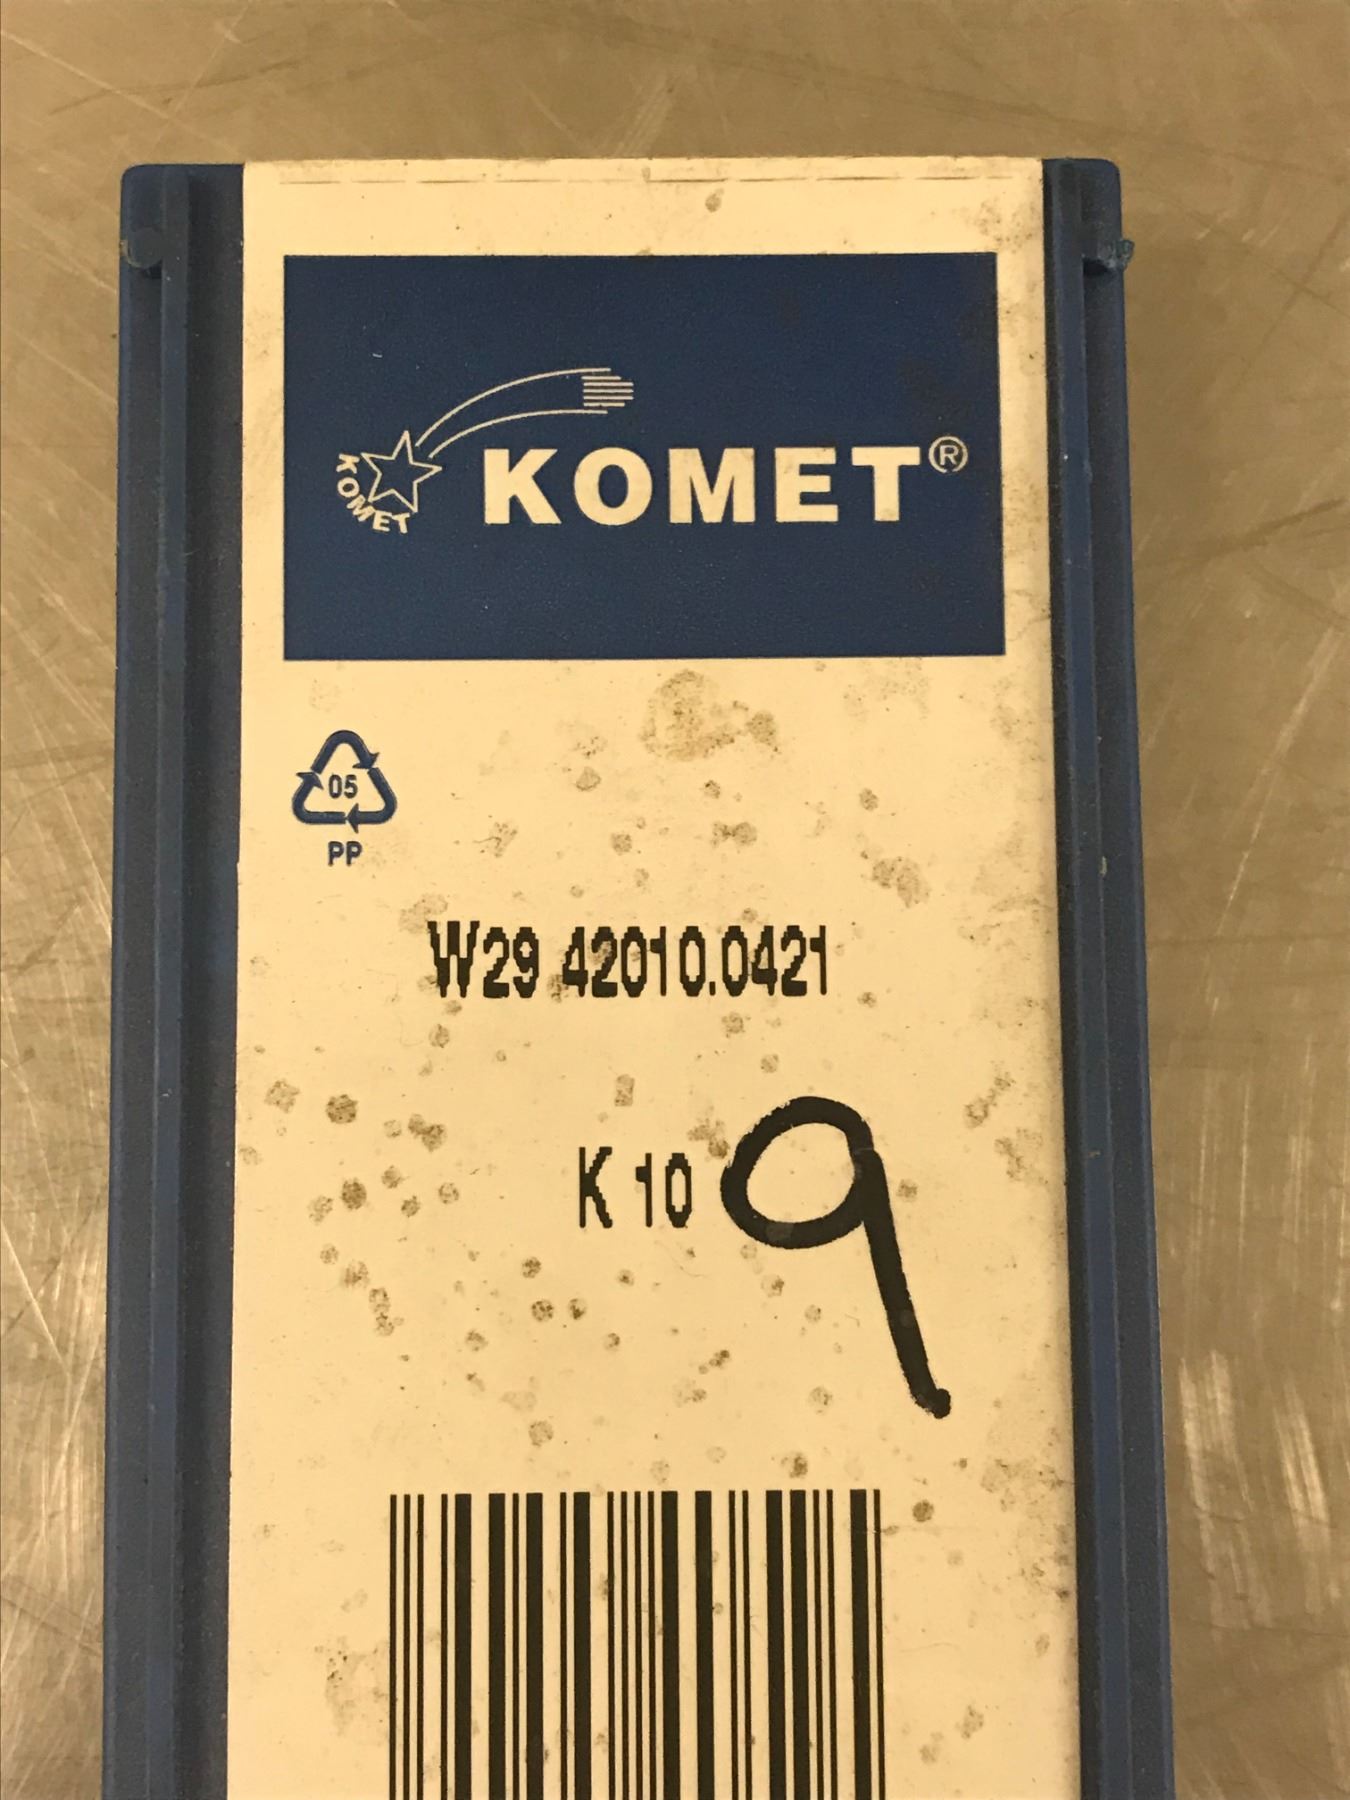 KOMET
KOMET®
05
PP
W29 42010.0421
K 10 9